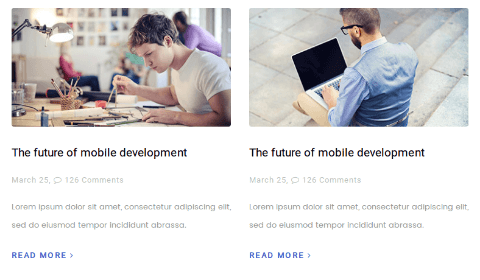 The future of mobile development
March 25, 126 Comments
Lorem ipsum dolor sit amet, consectetur adipiscing elit,
sed do eiusmod tempor incididunt abrassa.
READ MORE >
The future of mobile development
March 25, 126 Comments
Lorem ipsum dolor sit amet, consectetur adipiscing elit,
sed do eiusmod tempor incididunt abrassa.
READ MORE >